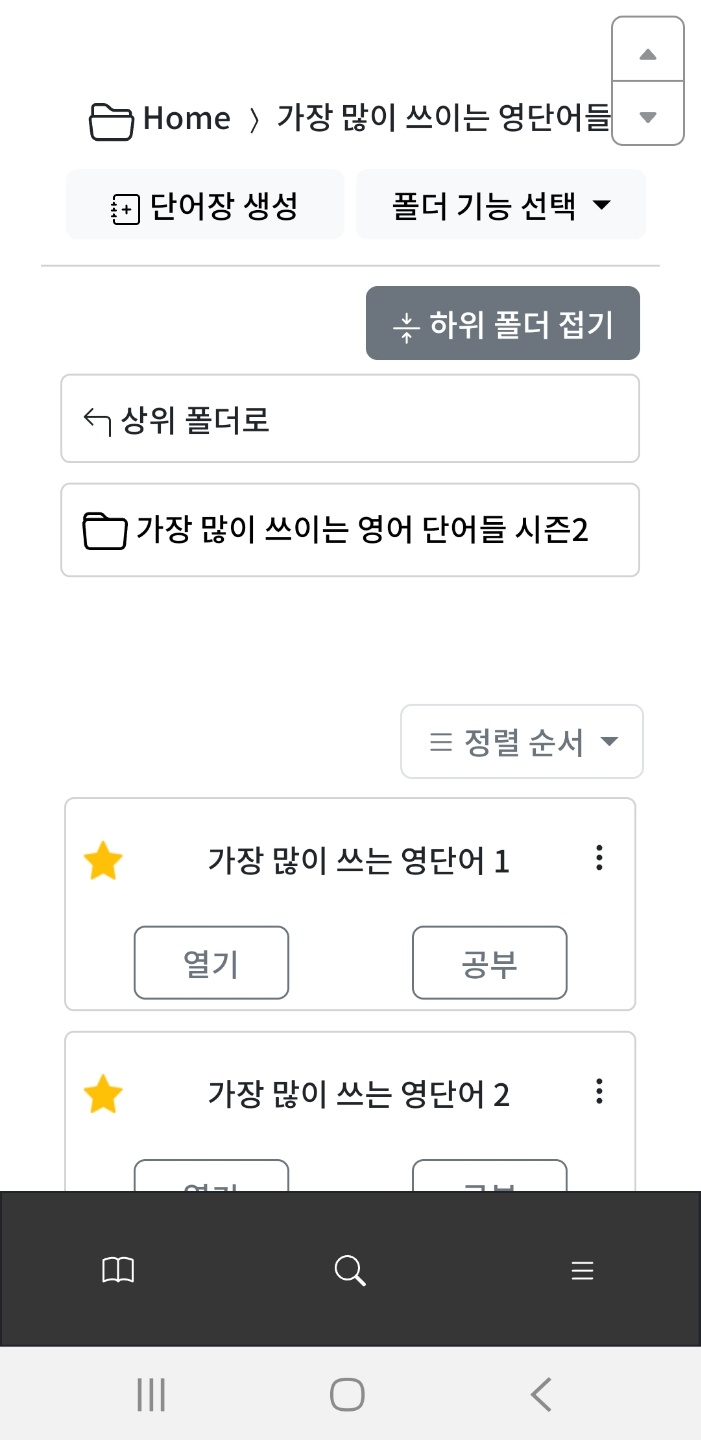 Home 〉 가장 많이 쓰이는 영단어들
단어장 생성
폴더 기능 선택
하위 폴더 접기
상위 폴더로
가장 많이 쓰이는 영어 단어들 시즌2
정렬 순서
가장 많이 쓰는 영단어 1
열기 공부
가장 많이 쓰는 영단어 2
열기 공부